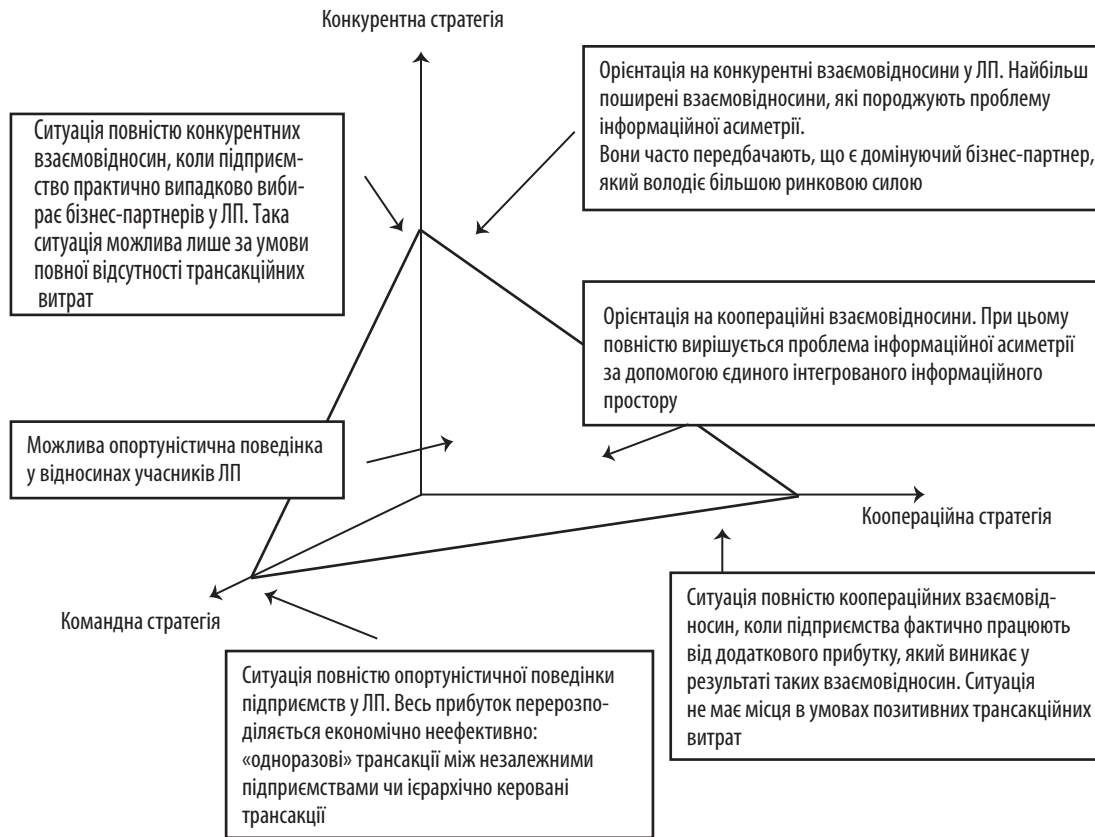 Конкурентна стратегія
Ситуація повністю конкурентних
взаємовідносин, коли підприєм-
ство практично випадково виби-
рає бізнес-партнерів у ЛП. Така
ситуація можлива лише за умови
повної відсутності трансакційних
витрат
Орієнтація на конкурентні взаємовідносини у ЛП. Найбільш
поширені взаємовідносини, які породжують проблему
інформаційної асиметрії.
Вони часто передбачають, що є домінуючий бізнес-партнер,
який володіє більшою ринковою силою
Орієнтація на коопераційні взаємовідносини. При цьому
повністю вирішується проблема інформаційної асиметрії
за допомогою єдиного інтегрованого інформаційного
простору
Можлива опортуністична поведінка
у відносинах учасників ЛП
Коопераційна стратегія
Командна стратегія
Ситуація повністю опортуністичної поведінки
підприємств у ЛП. Весь прибуток перерозпо-
діляється економічно неефективно:
«одноразові» трансакції між незалежними
підприємствами чи ієрархічно керовані
трансакції
Ситуація повністю коопераційних взаємовід-
носин, коли підприємства фактично працюють
від додаткового прибутку, який виникає у
результаті таких взаємовідносин. Ситуація
не має місця в умовах позитивних трансакційних
витрат